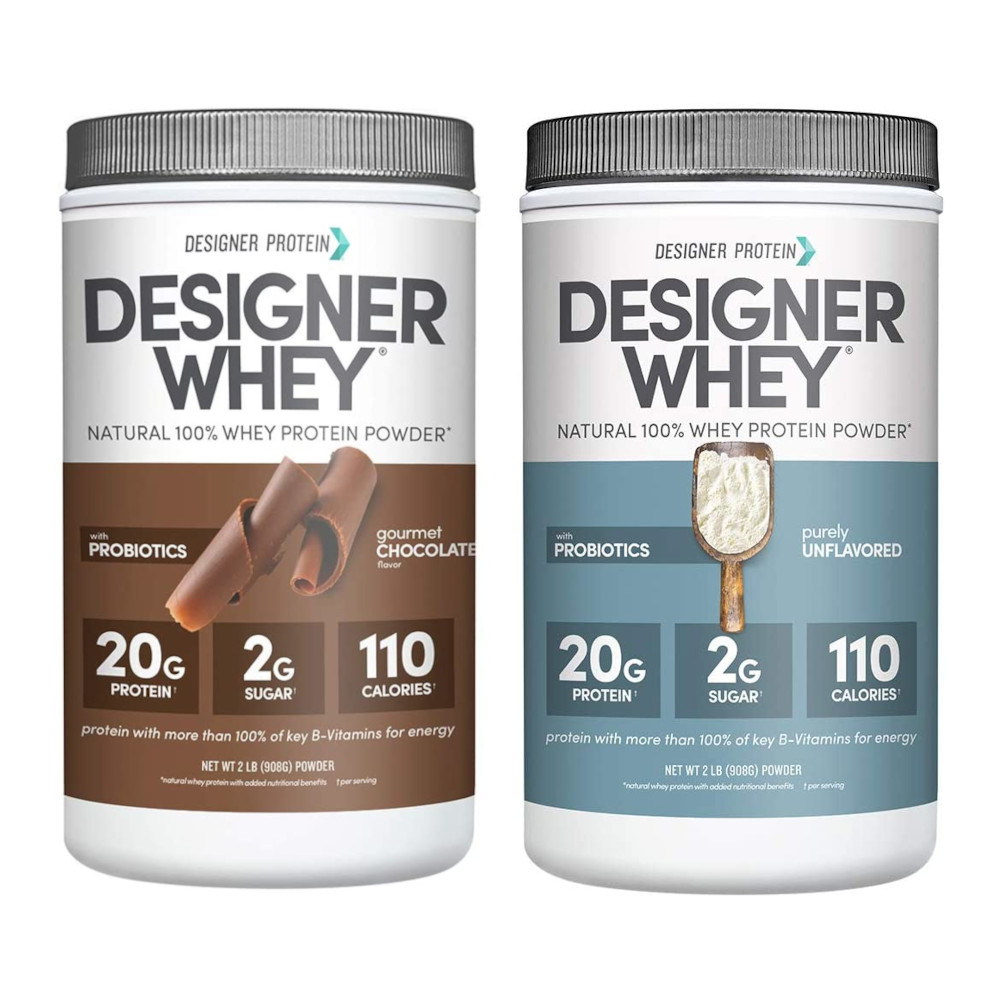 DESIGNER PROTEIN
DESIGNER
WHEY®
NATURAL 100% WHEY PROTEIN POWDER*
with
PROBIOTICS
gourmet
CHOCOLATE
flavor
20G
PROTEIN†
2G
SUGAR†
110
CALORIES†
protein with more than 100% of key B-Vitamins for energy
NET WT 2 LB (908G) POWDER
*natural whey protein with added nutritional benefits † per serving
DESIGNER PROTEIN
DESIGNER
WHEY®
NATURAL 100% WHEY PROTEIN POWDER*
with
PROBIOTICS
purely
UNFLAVORED
20G
PROTEIN†
2G
SUGAR†
110
CALORIES†
protein with more than 100% of key B-Vitamins for energy
NET WT 2 LB (908G) POWDER
*natural whey protein with added nutritional benefits † per serving